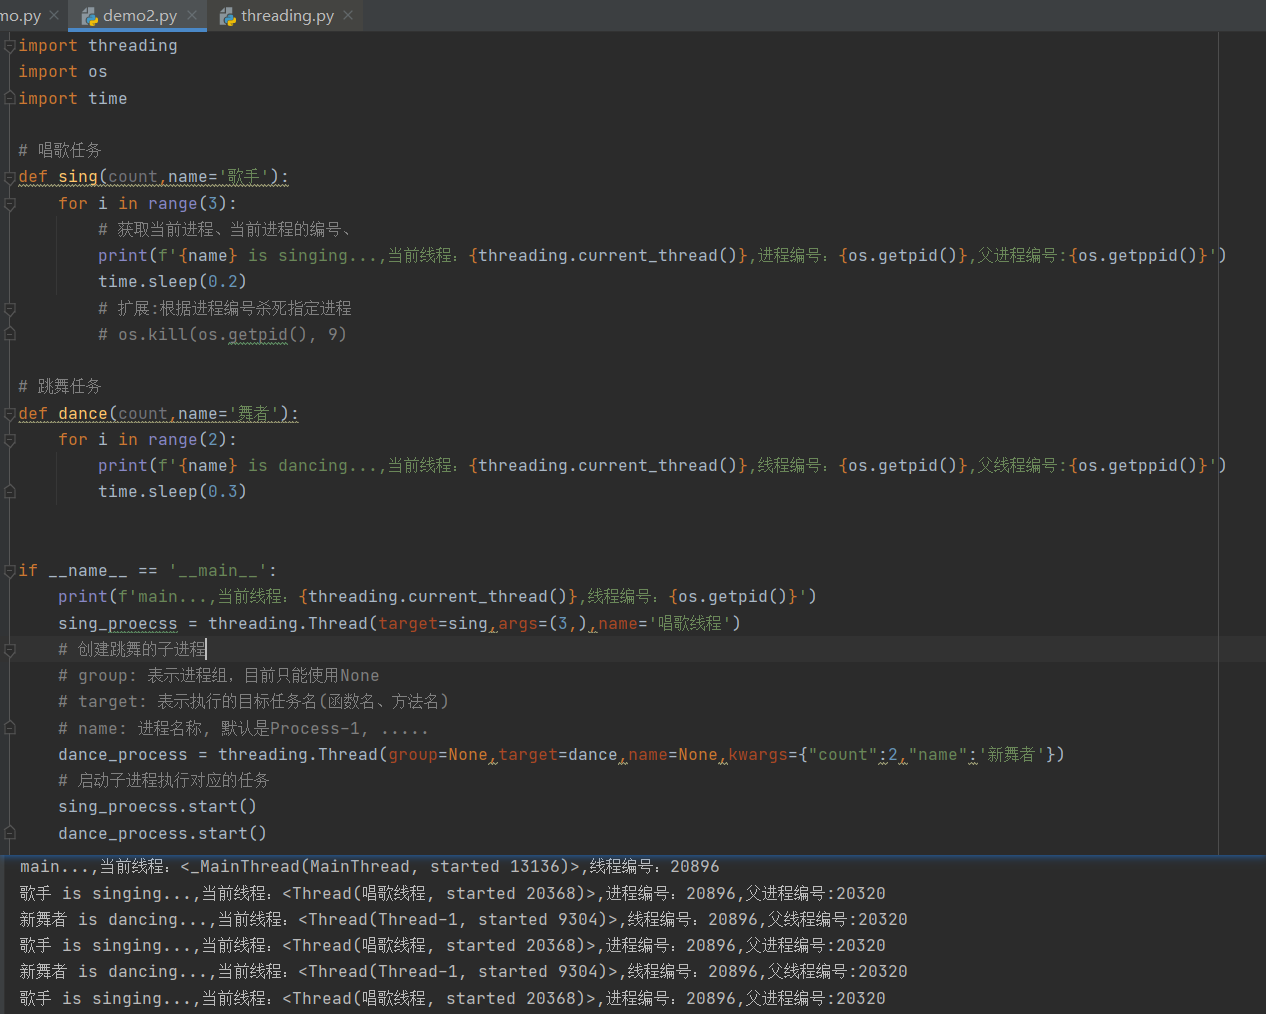 mo.py demo2.py threading.py
import threading
import os
import time
# 唱歌任务
def sing(count,name='歌手'):
    for i in range(3):
        # 获取当前进程、当前进程的编号、
        print(f'{name} is singing...,当前线程：{threading.current_thread()},进程编号：{os.getpid()},父进程编号:{os.getppid()}')
        time.sleep(0.2)
        # 扩展:根据进程编号杀死指定进程
        # os.kill(os.getpid(), 9)
# 跳舞任务
def dance(count,name='舞者'):
    for i in range(2):
        print(f'{name} is dancing...,当前线程：{threading.current_thread()},线程编号：{os.getpid()},父线程编号:{os.getppid()}')
        time.sleep(0.3)
if __name__ == '__main__':
    print(f'main...,当前线程：{threading.current_thread()},线程编号：{os.getpid()}')
    sing_proecss = threading.Thread(target=sing,args=(3,),name='唱歌线程')
    # 创建跳舞的子进程
    # group: 表示进程组，目前只能使用None
    # target: 表示执行的目标任务名(函数名、方法名)
    # name: 进程名称, 默认是Process-1, .....
    dance_process = threading.Thread(group=None,target=dance,name=None,kwargs={"count":2,"name":'新舞者'})
    # 启动子进程执行对应的任务
    sing_proecss.start()
    dance_process.start()
main...,当前线程：<_MainThread(MainThread, started 13136)>,线程编号：20896
歌手 is singing...,当前线程：<Thread(唱歌线程, started 20368)>,进程编号：20896,父进程编号:20320
新舞者 is dancing...,当前线程：<Thread(Thread-1, started 9304)>,线程编号：20896,父线程编号:20320
歌手 is singing...,当前线程：<Thread(唱歌线程, started 20368)>,进程编号：20896,父进程编号:20320
新舞者 is dancing...,当前线程：<Thread(Thread-1, started 9304)>,线程编号：20896,父线程编号:20320
歌手 is singing...,当前线程：<Thread(唱歌线程, started 20368)>,进程编号：20896,父进程编号:20320